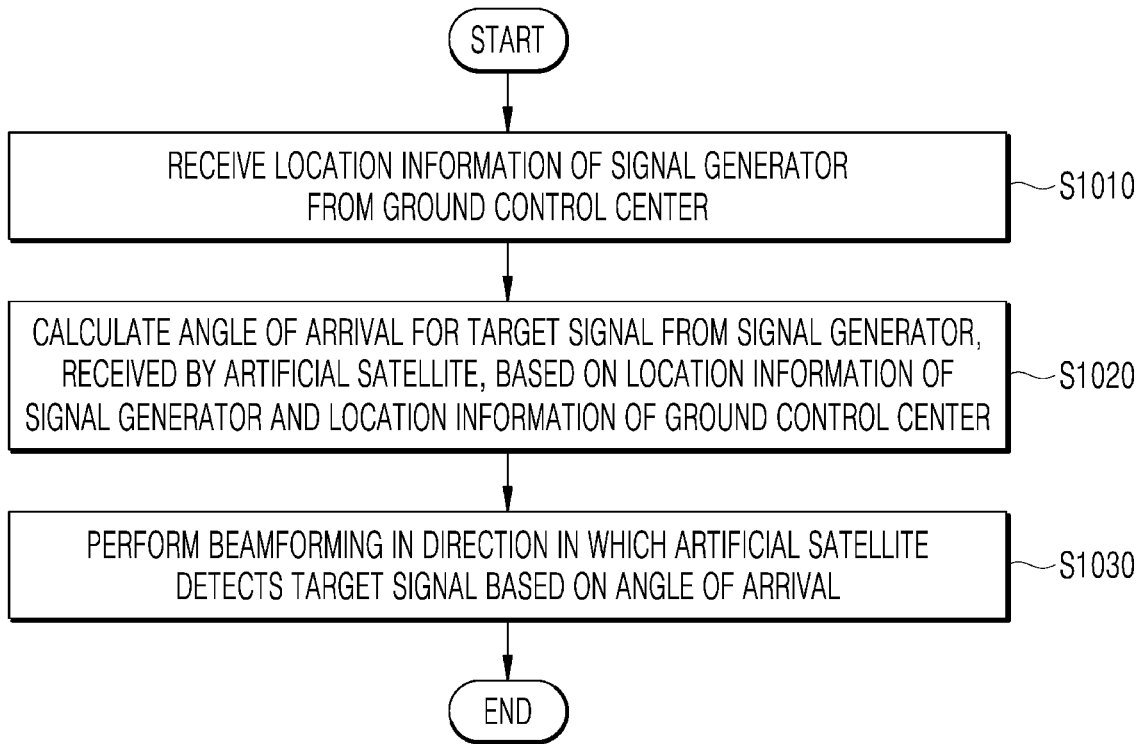 START
RECEIVE LOCATION INFORMATION OF SIGNAL GENERATOR
FROM GROUND CONTROL CENTER
S1010
CALCULATE ANGLE OF ARRIVAL FOR TARGET SIGNAL FROM SIGNAL GENERATOR,
RECEIVED BY ARTIFICIAL SATELLITE, BASED ON LOCATION INFORMATION OF
SIGNAL GENERATOR AND LOCATION INFORMATION OF GROUND CONTROL CENTER
S1020
PERFORM BEAMFORMING IN DIRECTION IN WHICH ARTIFICIAL SATELLITE
DETECTS TARGET SIGNAL BASED ON ANGLE OF ARRIVAL
S1030
END